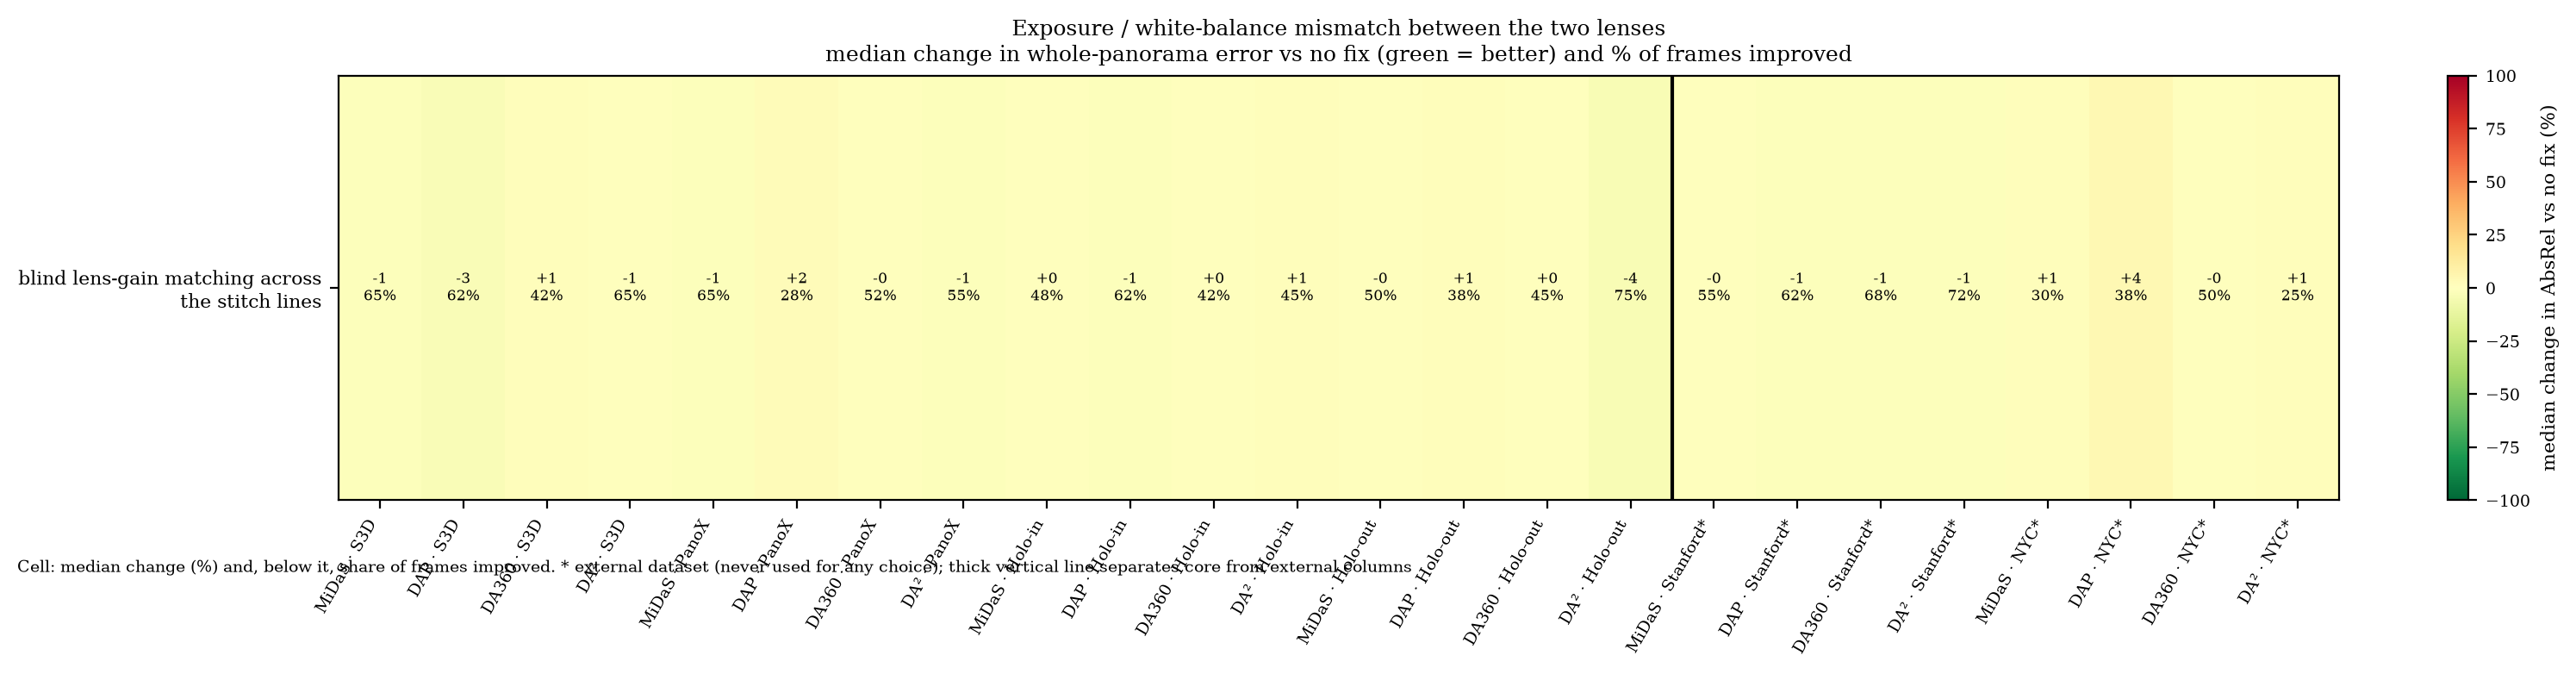 Exposure / white-balance mismatch between the two lenses
median change in whole-panorama error vs no fix (green = better) and % of frames improved
blind lens-gain matching across
the stitch lines
-1 -3 +1 -1 -1 +2 -0 -1 +0 -1 +0 +1 -0 +1 +0 -4 -0 -1 -1 -1 +1 +4 -0 +1
65% 62% 42% 65% 65% 28% 52% 55% 48% 62% 42% 45% 50% 38% 45% 75% 55% 62% 68% 72% 30% 38% 50% 25%
MiDaS · S3D
DAP · S3D
DA360 · S3D
DA² · S3D
MiDaS · PanoX
DAP · PanoX
DA360 · PanoX
DA² · PanoX
MiDaS · Holo-in
DAP · Holo-in
DA360 · Holo-in
DA² · Holo-in
MiDaS · Holo-out
DAP · Holo-out
DA360 · Holo-out
DA² · Holo-out
MiDaS · Stanford*
DAP · Stanford*
DA360 · Stanford*
DA² · Stanford*
MiDaS · NYC*
DAP · NYC*
DA360 · NYC*
DA² · NYC*
Cell: median change (%) and, below it, share of frames improved. * external dataset (never used for any choice); thick vertical line separates core from external columns
100
75
50
25
0
−25
−50
−75
−100
median change in AbsRel vs no fix (%)